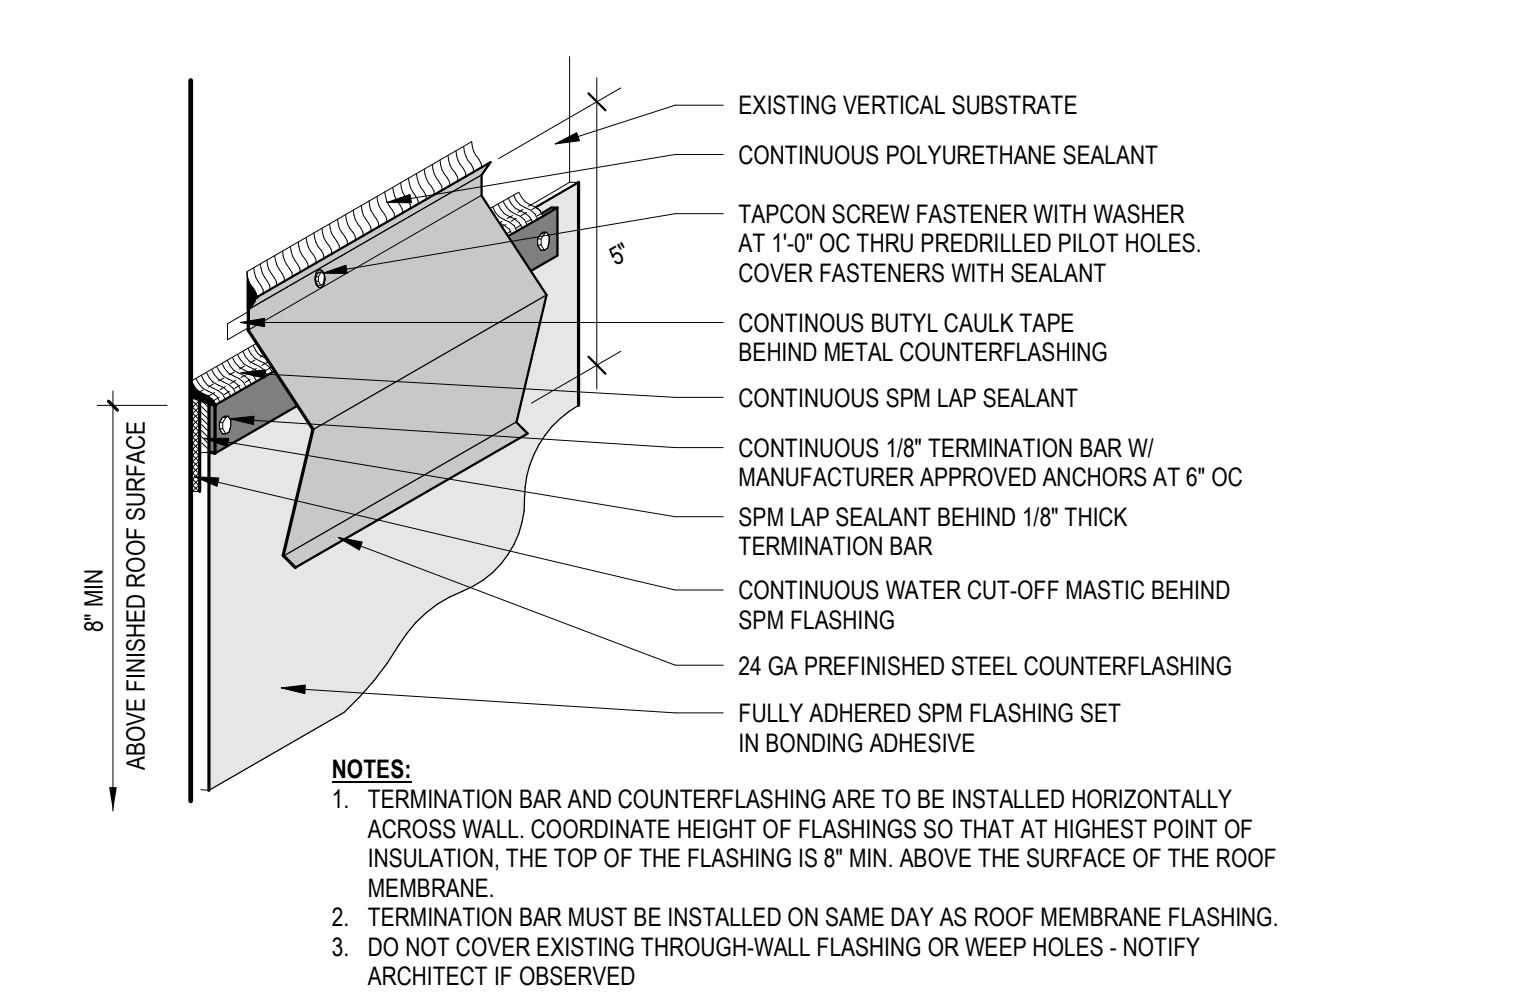 EXISTING VERTICAL SUBSTRATE
CONTINUOUS POLYURETHANE SEALANT
TAPCON SCREW FASTENER WITH WASHER
AT 1'-0" OC THRU PREDRILLED PILOT HOLES.
COVER FASTENERS WITH SEALANT
5"
CONTINOUS BUTYL CAULK TAPE
BEHIND METAL COUNTERFLASHING
CONTINUOUS SPM LAP SEALANT
CONTINUOUS 1/8" TERMINATION BAR W/
MANUFACTURER APPROVED ANCHORS AT 6" OC
SPM LAP SEALANT BEHIND 1/8" THICK
TERMINATION BAR
CONTINUOUS WATER CUT-OFF MASTIC BEHIND
SPM FLASHING
24 GA PREFINISHED STEEL COUNTERFLASHING
FULLY ADHERED SPM FLASHING SET
IN BONDING ADHESIVE
8" MIN
ABOVE FINISHED ROOF SURFACE
NOTES:
1. TERMINATION BAR AND COUNTERFLASHING ARE TO BE INSTALLED HORIZONTALLY
ACROSS WALL. COORDINATE HEIGHT OF FLASHINGS SO THAT AT HIGHEST POINT OF
INSULATION, THE TOP OF THE FLASHING IS 8" MIN. ABOVE THE SURFACE OF THE ROOF
MEMBRANE.
2. TERMINATION BAR MUST BE INSTALLED ON SAME DAY AS ROOF MEMBRANE FLASHING.
3. DO NOT COVER EXISTING THROUGH-WALL FLASHING OR WEEP HOLES - NOTIFY
ARCHITECT IF OBSERVED